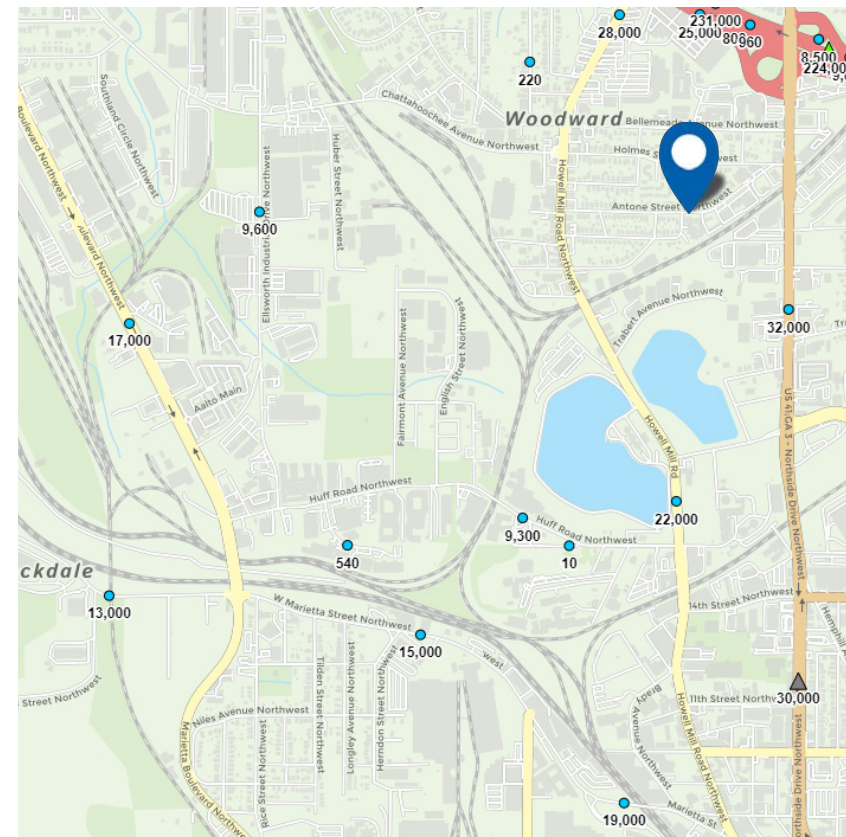 231,000
28,000
25,000
960
8,500
224,000
220
Chattahoochee Avenue Northwest
Woodward
Bellemeade Avenue Northwest
Southland Circle Northwest
Boulevard Northwest
Huber Street Northwest
Howell Mill Road Northwest
Antone Street Northwest
9,600
Ellsworth Industrial Drive Northwest
Boulevard Northwest
17,000
Trabert Avenue Northwest
32,000
Fairmont Avenue Northwest
English Street Northwest
Aalto Main
US 41/GA 3 - Northside Drive Northwest
Howell Mill Rd
Huff Road Northwest
22,000
9,300
Huff Road Northwest
540
10
ckdale
13,000
W Marietta Street Northwest
14th Street Northwest
15,000
west
Street Northwest
Tilden Street Northwest
Longley Avenue Northwest
Herndon Street Northwest
Niles Avenue Northwest
Rice Street Northwest
Marietta Boulevard Northwest
Brady Avenue Northwest
11th Street
30,000
Howell Mill Road Northwest
Northside Drive Northwest
19,000
Marietta St